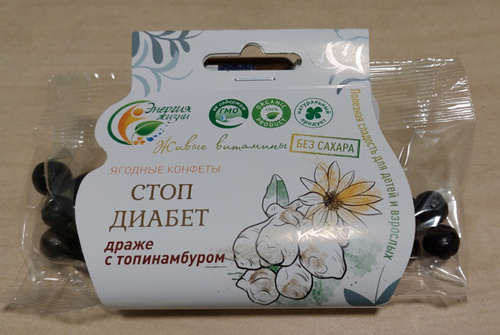 Энергия
жизни
не содержит
ГМО
ORGANIC
100%
PRODUCT
натуральный
продукт
Живые витамины
БЕЗ САХАРА
Полезная сладость для детей и взрослых
ЯГОДНЫЕ КОНФЕТЫ
СТОП
ДИАБЕТ
драже
с топинамбуром